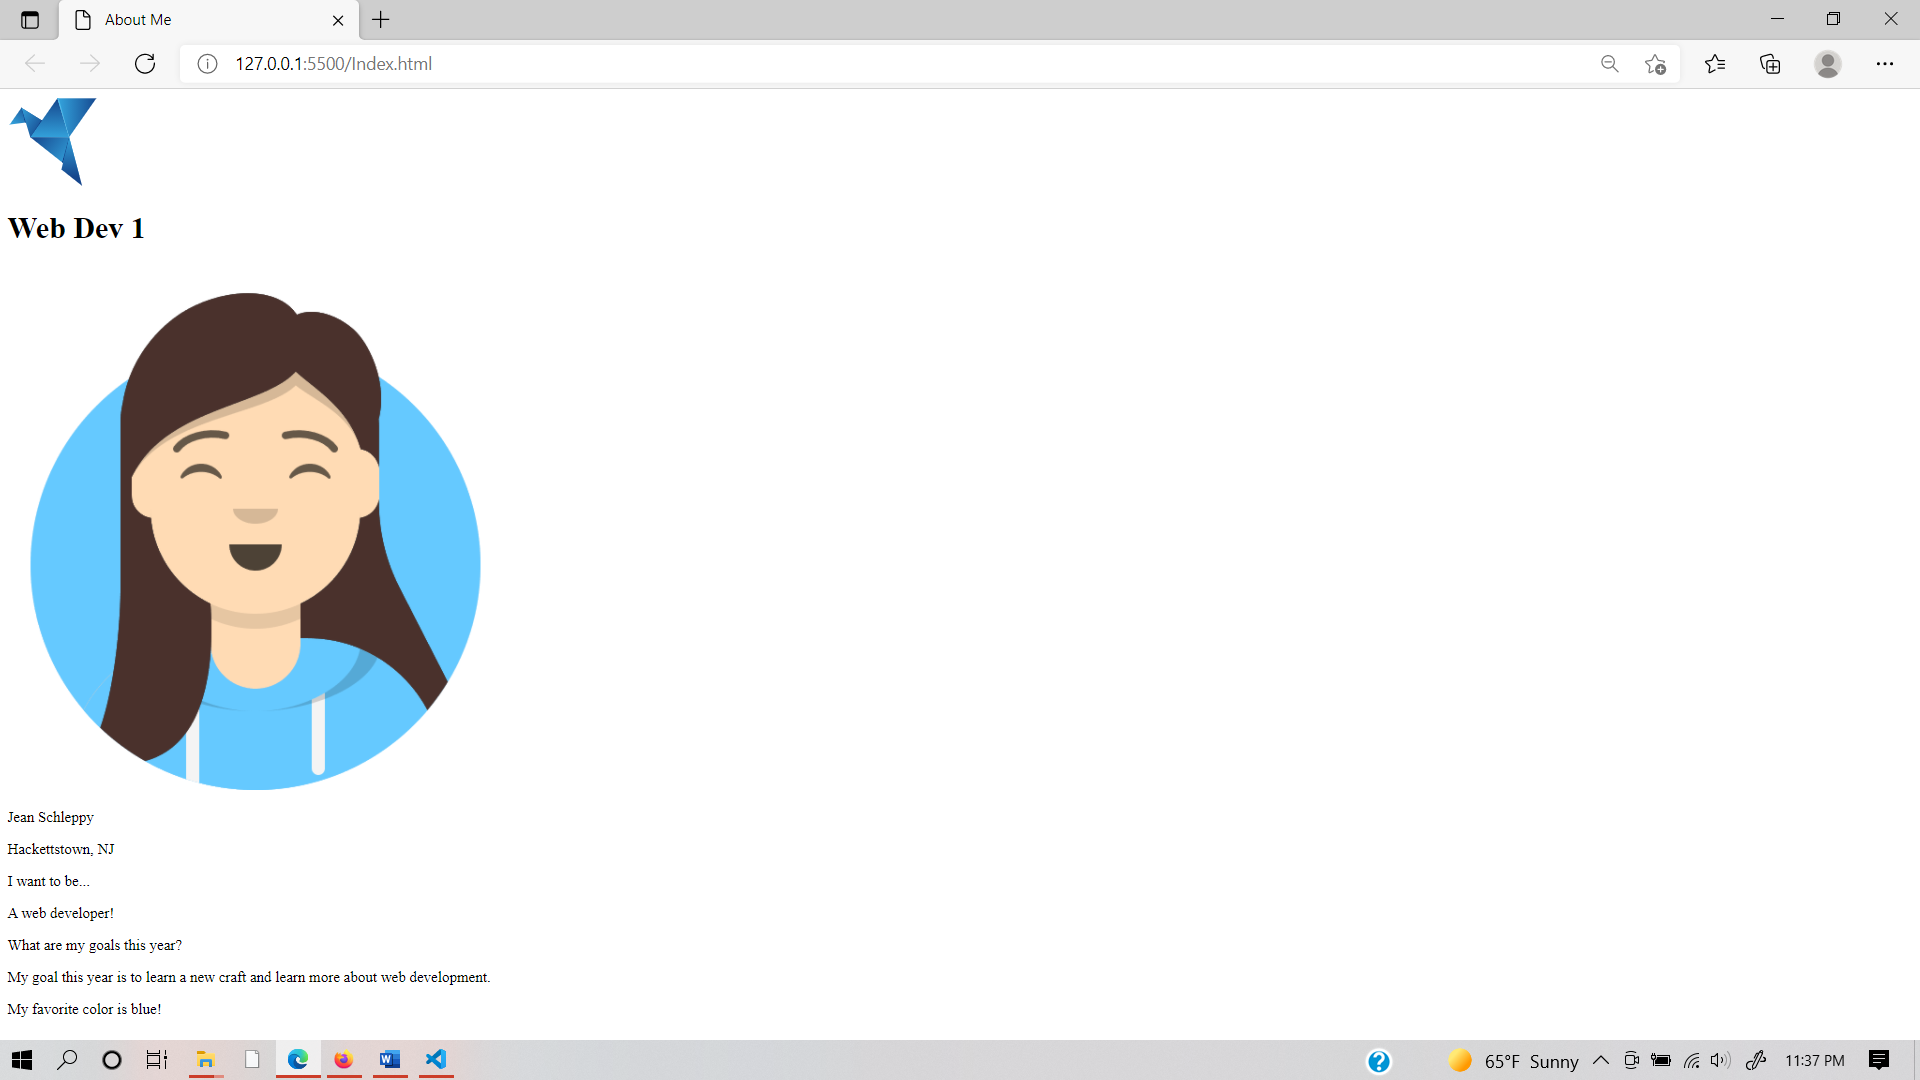 About Me
127.0.0.1:5500/Index.html
Web Dev 1
Jean Schleppy
Hackettstown, NJ
I want to be...
A web developer!
What are my goals this year?
My goal this year is to learn a new craft and learn more about web development.
My favorite color is blue!
65°F Sunny
11:37 PM